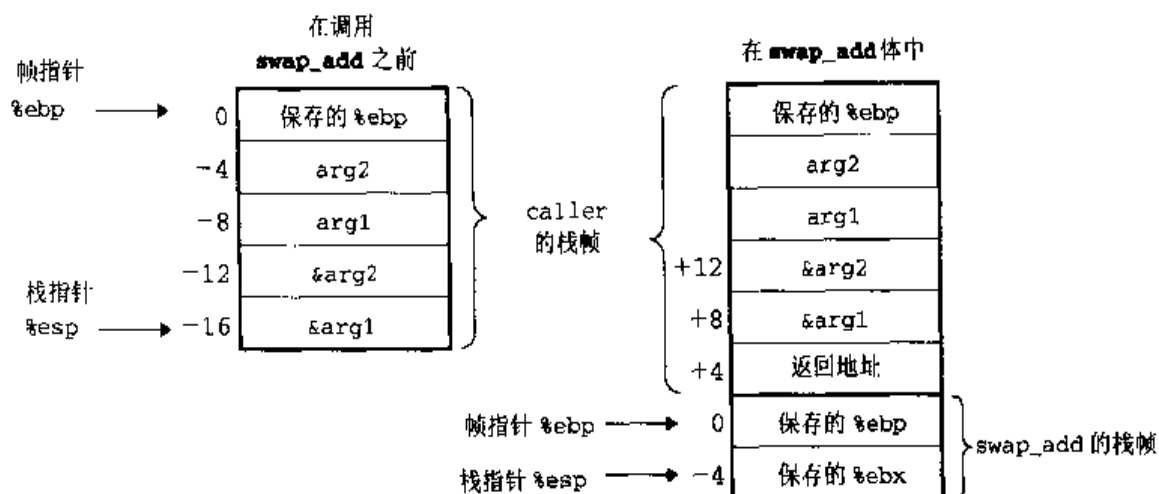 在调用
swap_add 之前
帧指针
%ebp
0
保存的 %ebp
-4
arg2
-8
arg1
-12
&arg2
栈指针
%esp
-16
&arg1
caller
的栈帧
在 swap_add 体中
保存的 %ebp
arg2
arg1
+12
&arg2
+8
&arg1
+4
返回地址
帧指针 %ebp
0
保存的 %ebp
栈指针 %esp
-4
保存的 %ebx
swap_add 的栈帧